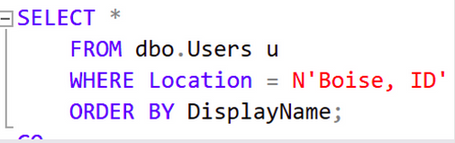 SELECT *
FROM dbo.Users u
WHERE Location = N'Boise, ID'
ORDER BY DisplayName;